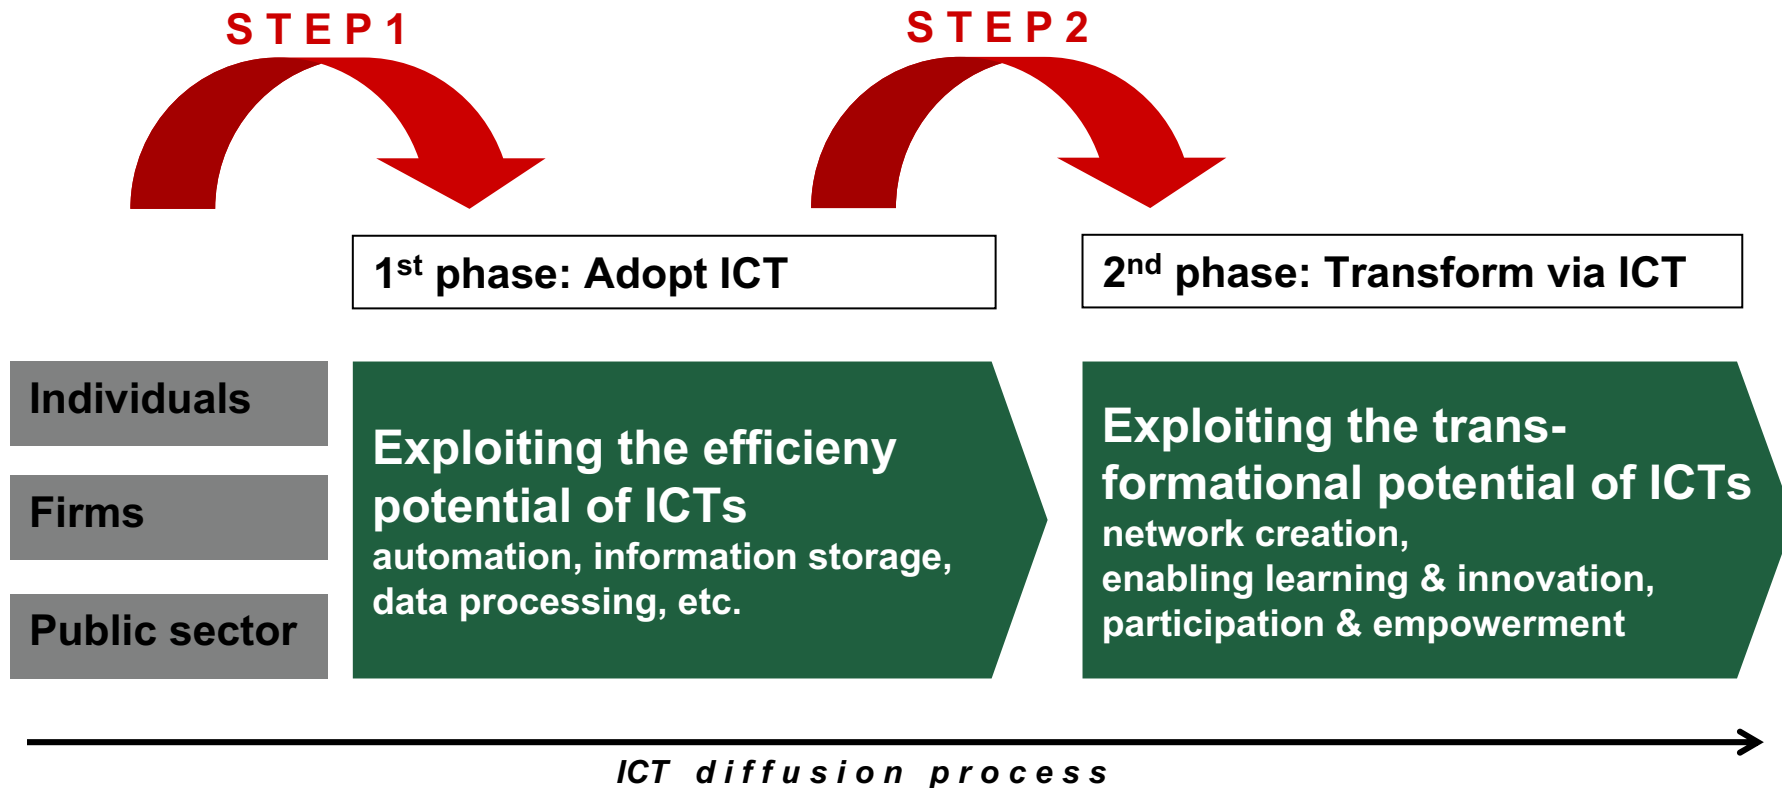 STEP1
STEP2
1st phase: Adopt ICT
2nd phase: Transform via ICT
Individuals
Firms
Public sector
Exploiting the efficieny
potential of ICTs
automation, information storage,
data processing, etc.
Exploiting the trans-
formational potential of ICTs
network creation,
enabling learning & innovation,
participation & empowerment
ICT diffusion process